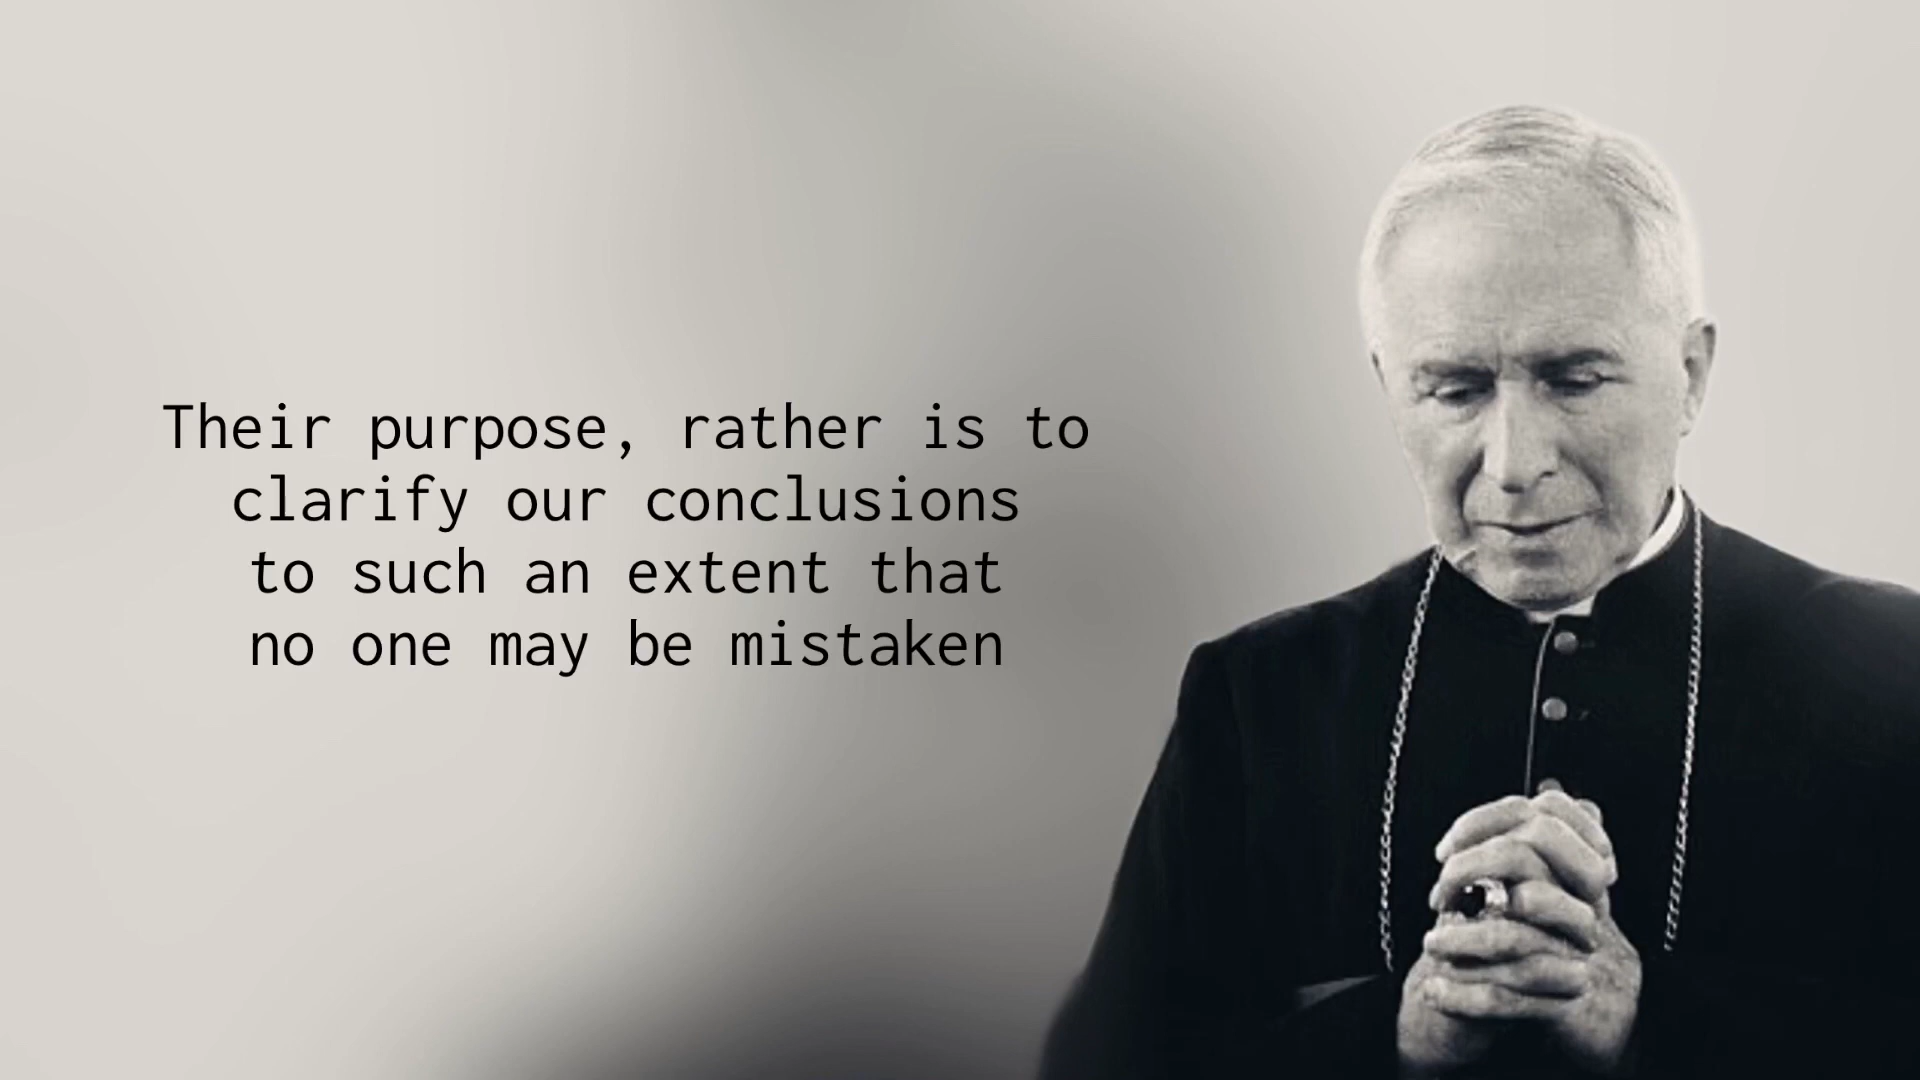 Their purpose, rather is to
clarify our conclusions
to such an extent that
no one may be mistaken